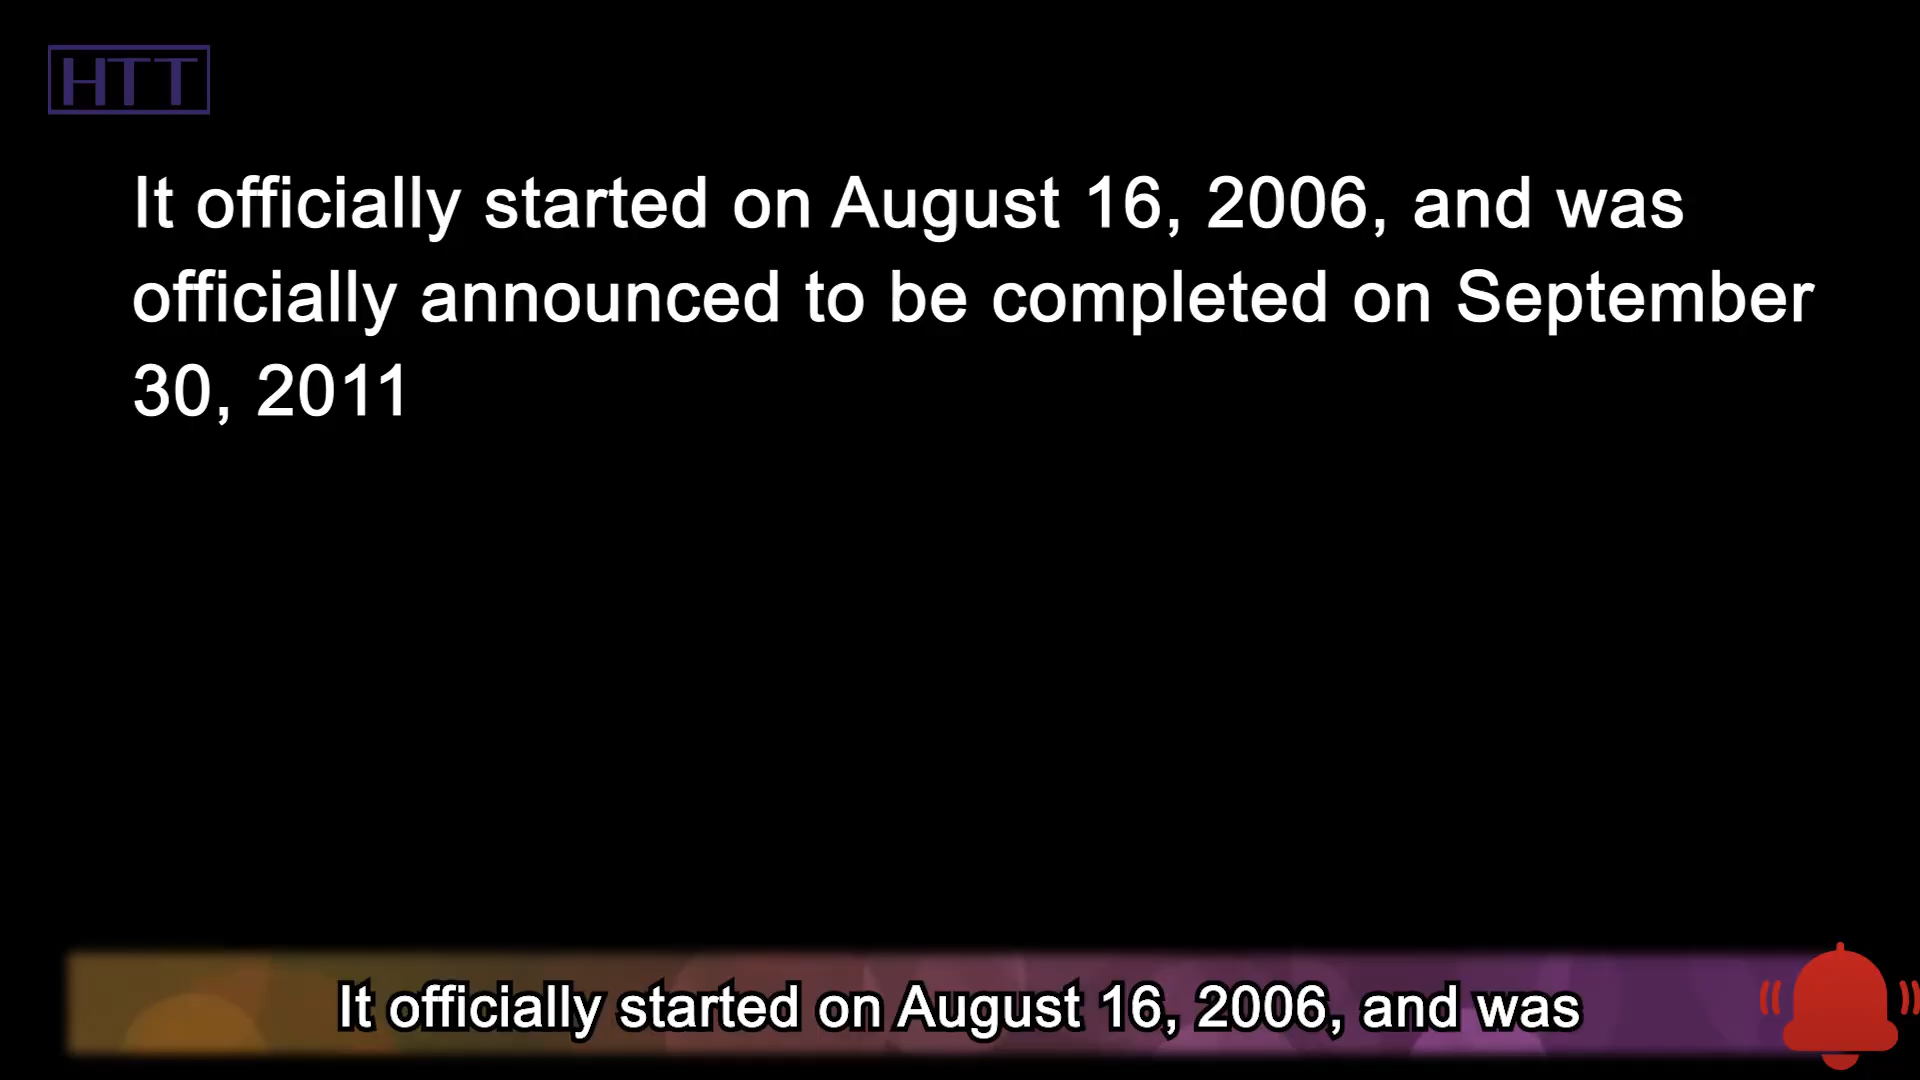 HTT
It officially started on August 16, 2006, and was
officially announced to be completed on September
30, 2011
It officially started on August 16, 2006, and was